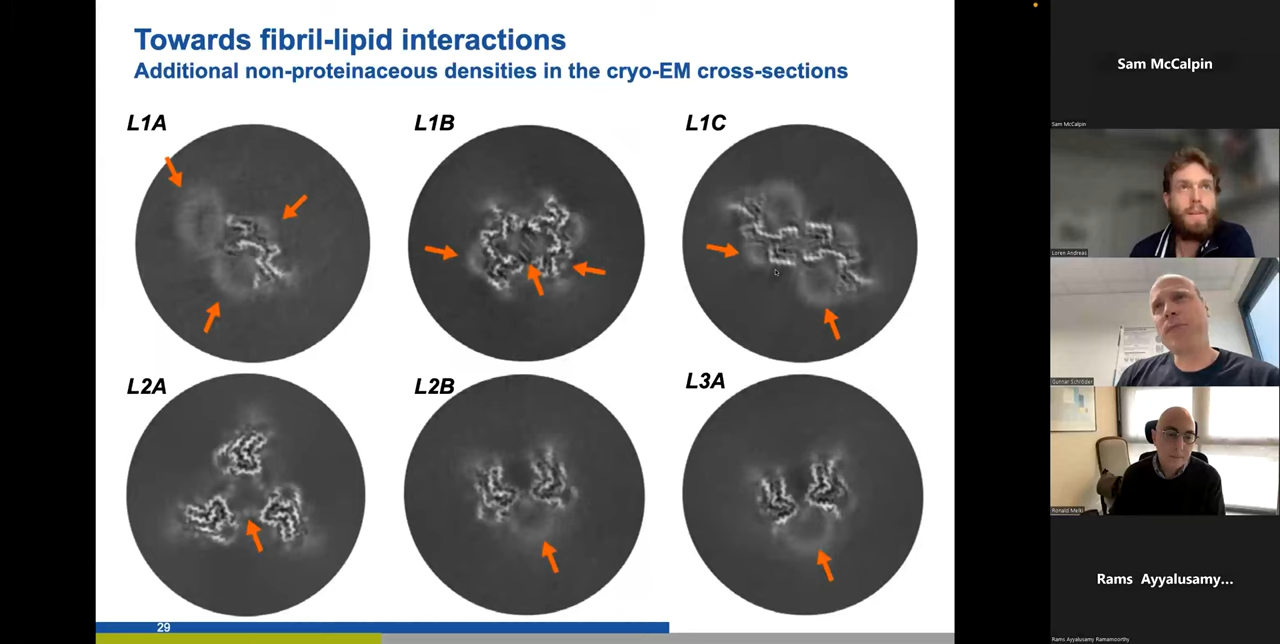 Towards fibril-lipid interactions
Additional non-proteinaceous densities in the cryo-EM cross-sections
L1A
L1B
L1C
L2A
L2B
L3A
29
Sam McCalpin
Sam McCalpin
Loren Andreas
Gunnar Schröder
Ronald Melki
Rams Ayyalusamy...
Rams Ayyalusamy Ramamoorthy